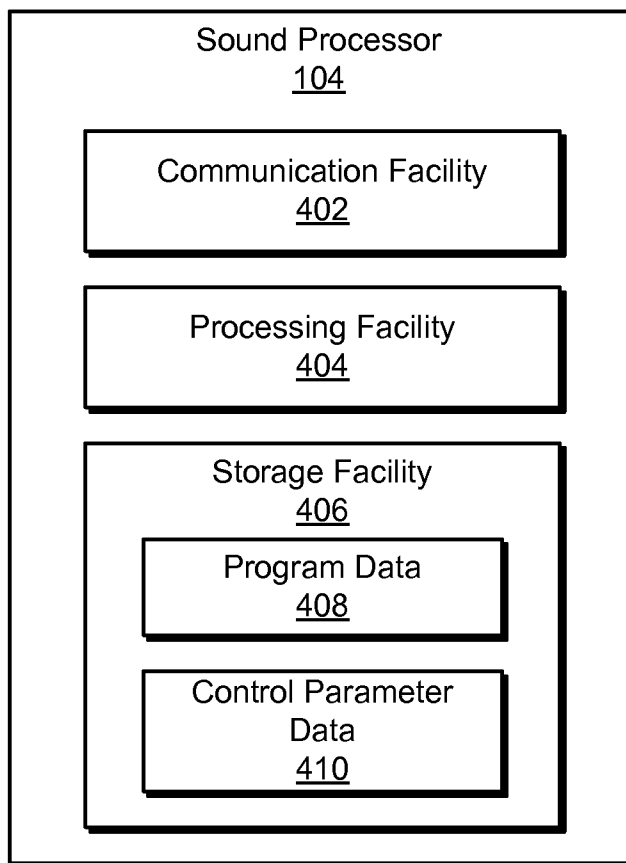 Sound Processor
104
Communication Facility
402
Processing Facility
404
Storage Facility
406
Program Data
408
Control Parameter
Data
410